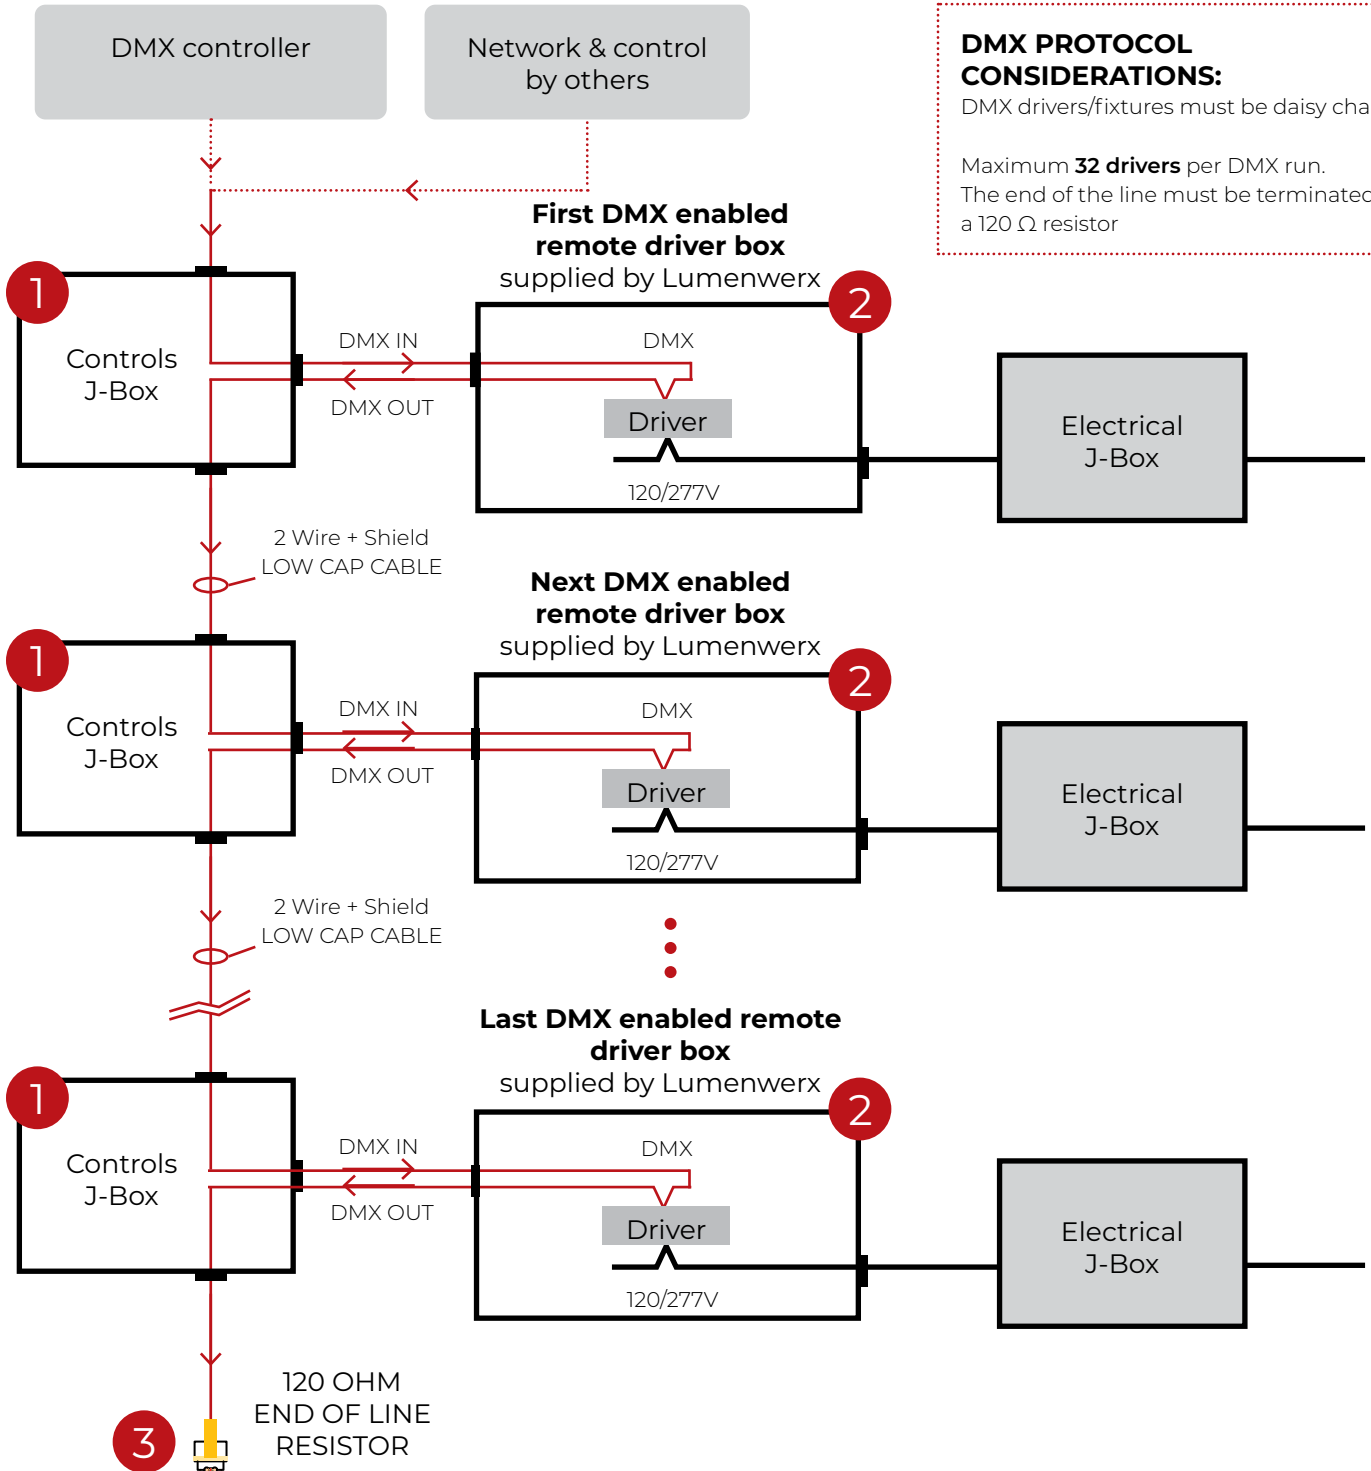 DMX controller
Network & control
by others
DMX PROTOCOL
CONSIDERATIONS:
DMX drivers/fixtures must be daisy
Maximum 32 drivers per DMX run.
The end of the line must be terminated
a 120 Ω resistor
First DMX enabled
remote driver box
supplied by Lumenwerx
1
2
Controls
J-Box
DMX IN
DMX OUT
DMX
Driver
120/277V
Electrical
J-Box
2 Wire + Shield
LOW CAP CABLE
Next DMX enabled
remote driver box
supplied by Lumenwerx
1
2
Controls
J-Box
DMX IN
DMX OUT
DMX
Driver
120/277V
Electrical
J-Box
2 Wire + Shield
LOW CAP CABLE
Last DMX enabled remote
driver box
supplied by Lumenwerx
1
2
Controls
J-Box
DMX IN
DMX OUT
DMX
Driver
120/277V
Electrical
J-Box
3
120 OHM
END OF LINE
RESISTOR